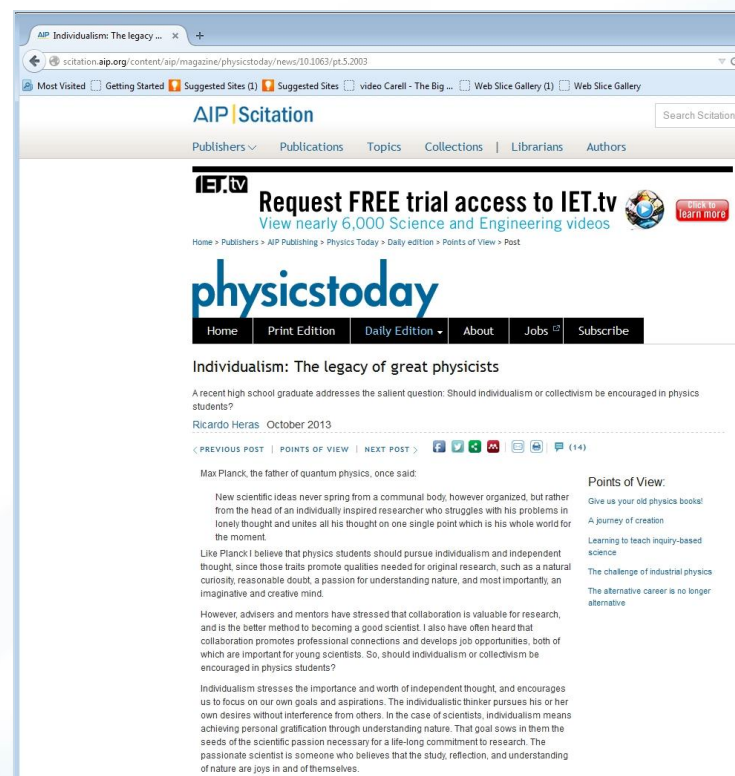 AIP Individualism: The legacy ...
scitation.aip.org/content/aip/magazine/physicstoday/news/10.1063/pt.5.2003
Most Visited Getting Started Suggested Sites (1) Suggested Sites video Carell - The Big ... Web Slice Gallery (1) Web Slice Gallery
AIP|Scitation
Search Scitation
Publishers Publications Topics Collections | Librarians Authors
IET.tv
Request FREE trial access to IET.tv
View nearly 6,000 Science and Engineering videos
Click to
learn more
Home > Publishers > AIP Publishing > Physics Today > Daily edition > Points of View > Post
physicstoday
Home Print Edition Daily Edition About Jobs Subscribe
Individualism: The legacy of great physicists
A recent high school graduate addresses the salient question: Should individualism or collectivism be encouraged in physics
students?
Ricardo Heras October 2013
< PREVIOUS POST | POINTS OF VIEW | NEXT POST > (14)
Max Planck, the father of quantum physics, once said:
New scientific ideas never spring from a communal body, however organized, but rather
from the head of an individually inspired researcher who struggles with his problems in
lonely thought and unites all his thought on one single point which is his whole world for
the moment.
Like Planck I believe that physics students should pursue individualism and independent
thought, since those traits promote qualities needed for original research, such as a natural
curiosity, reasonable doubt, a passion for understanding nature, and most importantly, an
imaginative and creative mind.
However, advisers and mentors have stressed that collaboration is valuable for research,
and is the better method to becoming a good scientist. I also have often heard that
collaboration promotes professional connections and develops job opportunities, both of
which are important for young scientists. So, should individualism or collectivism be
encouraged in physics students?
Individualism stresses the importance and worth of independent thought, and encourages
us to focus on our own goals and aspirations. The individualistic thinker pursues his or her
own desires without interference from others. In the case of scientists, individualism means
achieving personal gratification through understanding nature. That goal sows in them the
seeds of the scientific passion necessary for a life-long commitment to research. The
passionate scientist is someone who believes that the study, reflection, and understanding
of nature are joys in and of themselves.
Points of View:
Give us your old physics books!
A journey of creation
Learning to teach inquiry-based
science
The challenge of industrial physics
The alternative career is no longer
alternative